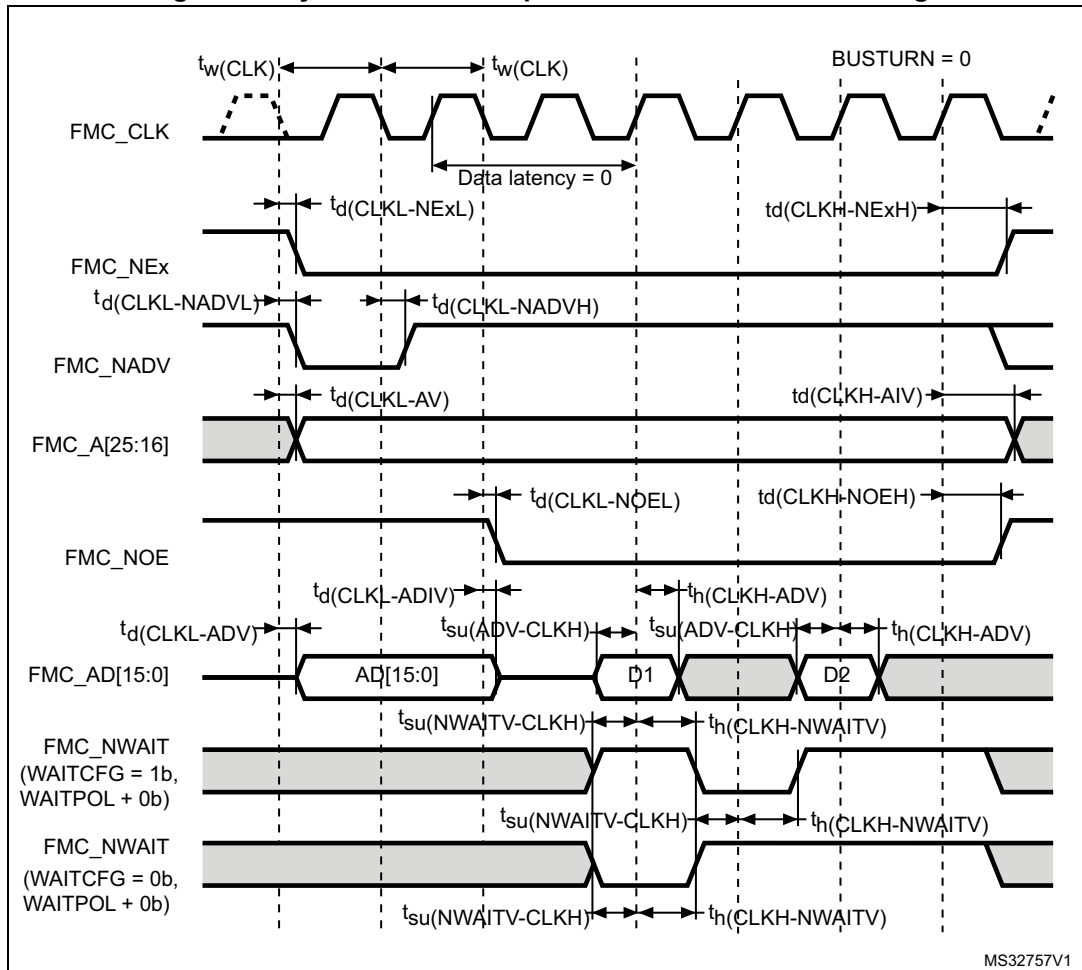 tw(CLK) tw(CLK) BUSTURN = 0
FMC_CLK
Data latency = 0
td(CLKL-NExL) td(CLKH-NExH)
FMC_NEx
td(CLKL-NADVL) td(CLKL-NADVH)
FMC_NADV
td(CLKL-AV) td(CLKH-AIV)
FMC_A[25:16]
td(CLKL-NOEL) td(CLKH-NOEH)
FMC_NOE
td(CLKL-ADIV) th(CLKH-ADV)
td(CLKL-ADV) tsu(ADV-CLKH) tsu(ADV-CLKH) th(CLKH-ADV)
FMC_AD[15:0] AD[15:0] D1 D2
tsu(NWAITV-CLKH) th(CLKH-NWAITV)
FMC_NWAIT
(WAITCFG = 1b,
WAITPOL + 0b)
tsu(NWAITV-CLKH) th(CLKH-NWAITV)
FMC_NWAIT
(WAITCFG = 0b,
WAITPOL + 0b)
tsu(NWAITV-CLKH) th(CLKH-NWAITV)
MS32757V1